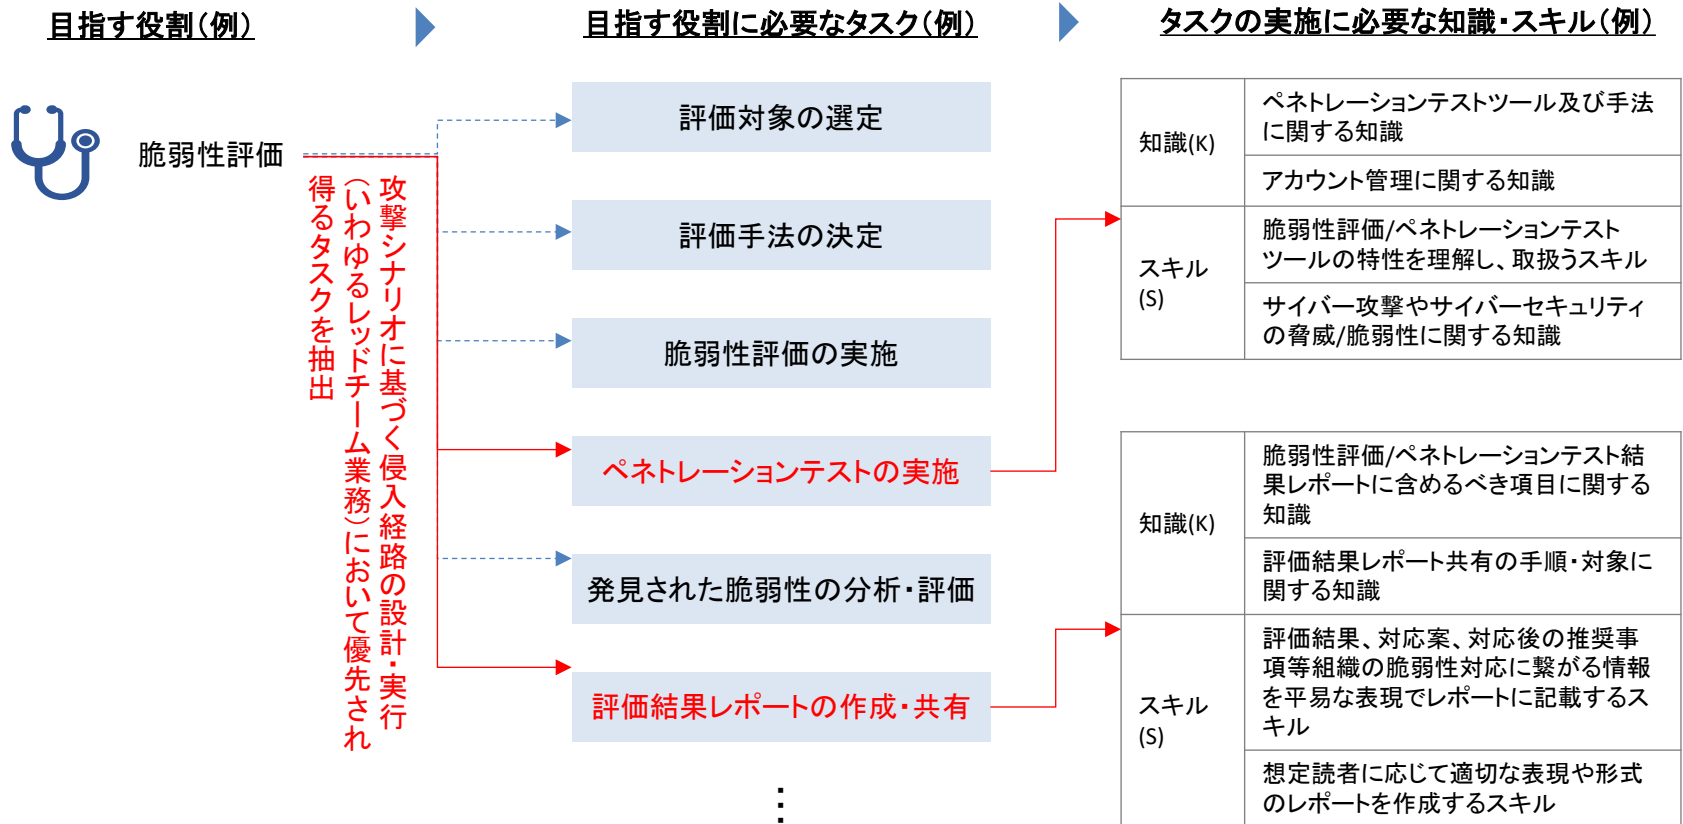 目指す役割(例)
目指す役割に必要なタスク(例)
タスクの実施に必要な知識・スキル(例)
脆弱性評価
攻撃シナリオに基づく侵入経路の設計・実行
(いわゆるレッドチーム業務)において優先され
得るタスクを抽出
評価対象の選定
評価手法の決定
脆弱性評価の実施
ペネトレーションテストの実施
発見された脆弱性の分析・評価
評価結果レポートの作成・共有
⋮
知識(K)
ペネトレーションテストツール及び手法
に関する知識
アカウント管理に関する知識
スキル
(S)
脆弱性評価/ペネトレーションテスト
ツールの特性を理解し、取扱うスキル
サイバー攻撃やサイバーセキュリティ
の脅威/脆弱性に関する知識
知識(K)
脆弱性評価/ペネトレーションテスト結
果レポートに含めるべき項目に関する
知識
評価結果レポート共有の手順・対象に
関する知識
スキル
(S)
評価結果、対応案、対応後の推奨事
項等組織の脆弱性対応に繋がる情報
を平易な表現でレポートに記載するス
キル
想定読者に応じて適切な表現や形式
のレポートを作成するスキル